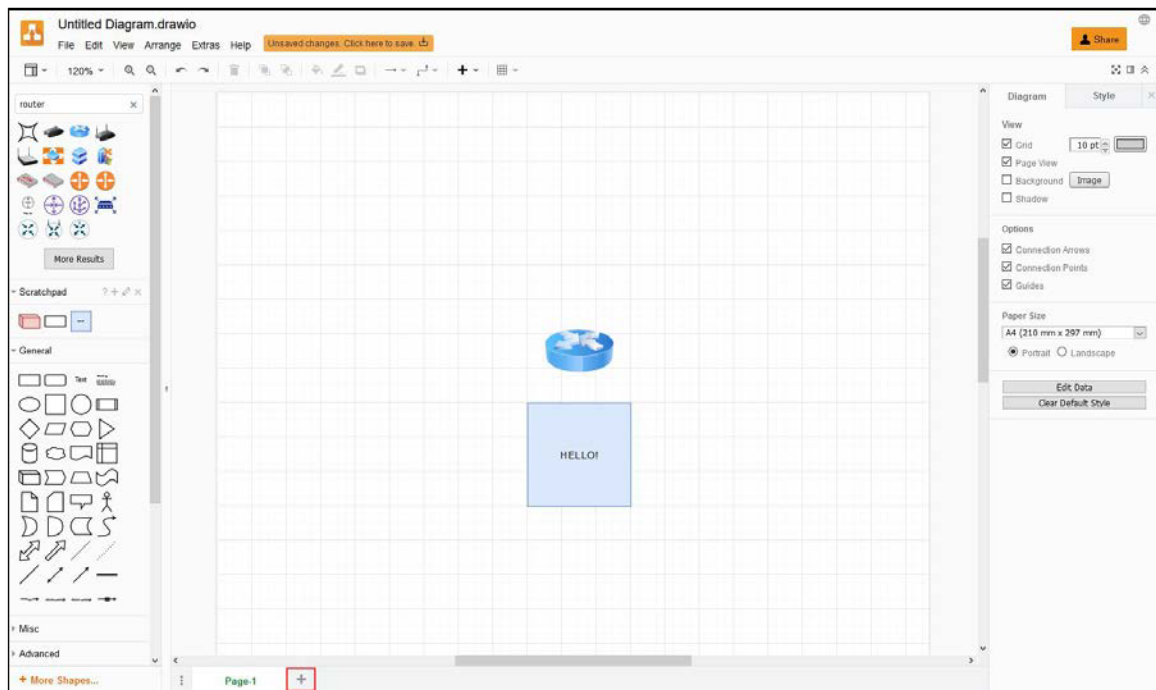 Untitled Diagram.drawio
File Edit View Arrange Extras Help Unsaved changes. Click here to save.
Share
120%
router
More Results
Scratchpad
General
Text
Misc
Advanced
+ More Shapes...
HELLO!
Page-1
Diagram Style
View
Grid 10 pt
Page View
Background Image
Shadow
Options
Connection Arrows
Connection Points
Guides
Paper Size
A4 (210 mm x 297 mm)
Portrait Landscape
Edit Data
Clear Default Style